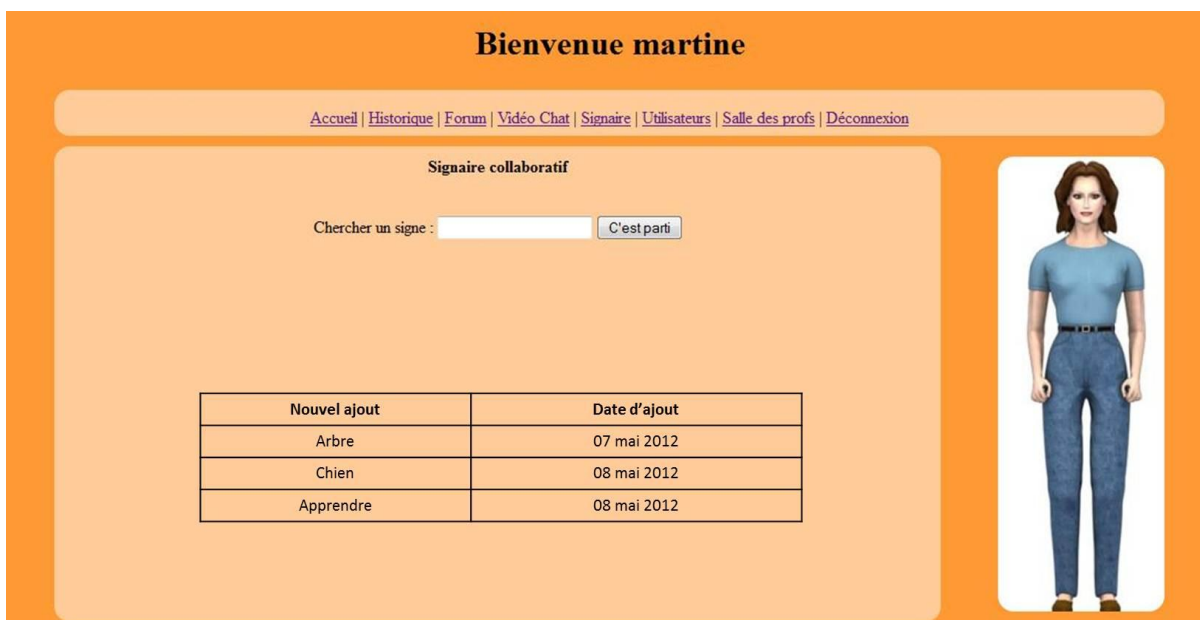 Bienvenue martine
Accueil | Historique | Forum | Vidéo Chat | Signaire | Utilisateurs | Salle des profs | Déconnexion
Signaire collaboratif
Chercher un signe : C'est parti
Nouvel ajout Date d’ajout
Arbre 07 mai 2012
Chien 08 mai 2012
Apprendre 08 mai 2012